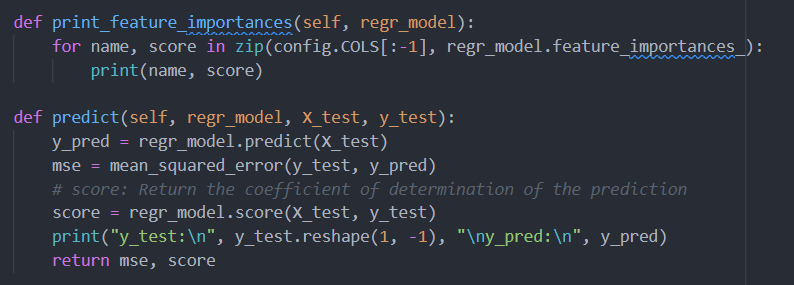 def print_feature_importances(self, regr_model):
    for name, score in zip(config.COLS[:-1], regr_model.feature_importances_):
        print(name, score)

def predict(self, regr_model, X_test, y_test):
    y_pred = regr_model.predict(X_test)
    mse = mean_squared_error(y_test, y_pred)
    # score: Return the coefficient of determination of the prediction
    score = regr_model.score(X_test, y_test)
    print("y_test:\n", y_test.reshape(1, -1), "\ny_pred:\n", y_pred)
    return mse, score